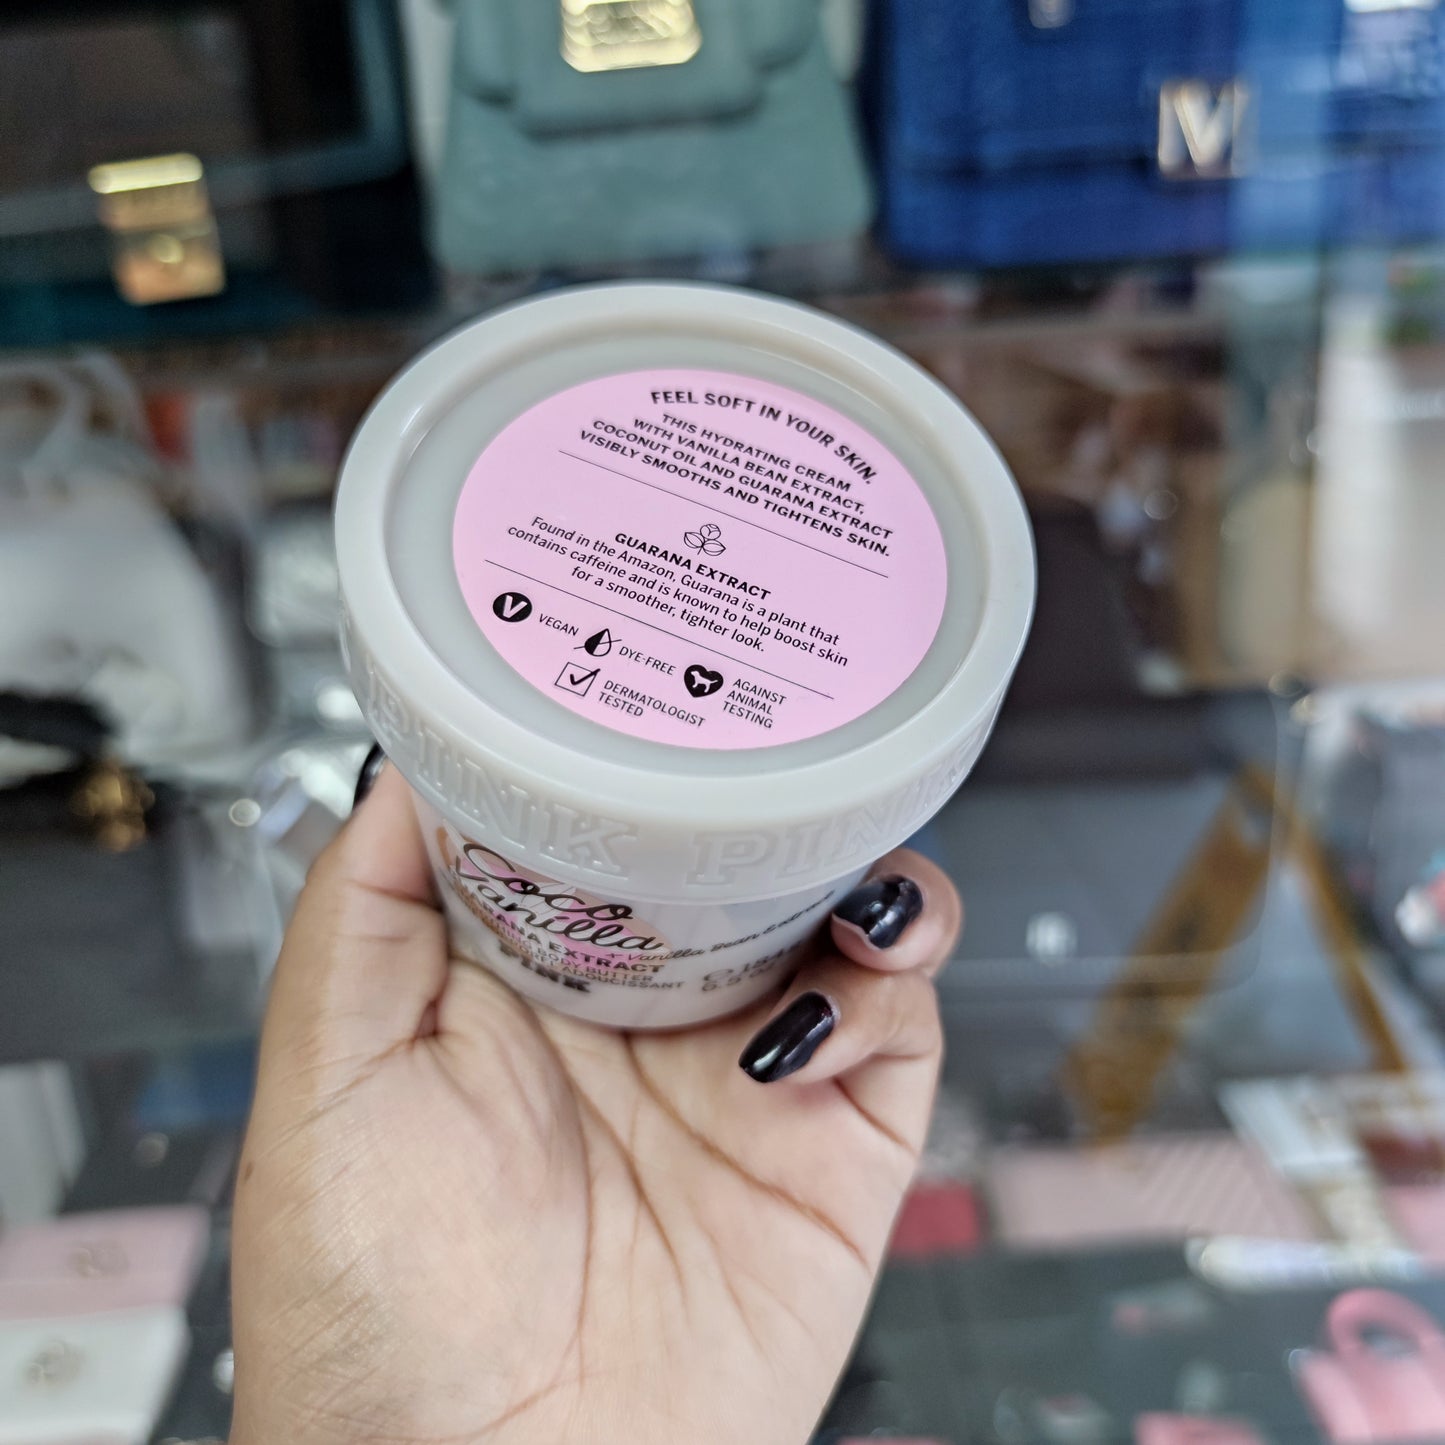 FEEL SOFT IN YOUR SKIN.
THIS HYDRATING CREAM
WITH VANILLA BEAN EXTRACT,
COCONUT OIL AND GUARANA EXTRACT
VISIBLY SMOOTHS AND TIGHTENS SKIN.
GUARANA EXTRACT
Found in the Amazon, Guarana is a plant that
contains caffeine and is known to help boost skin
for a smoother, tighter look.
V VEGAN
DYE-FREE
DERMATOLOGIST
TESTED
AGAINST
ANIMAL
TESTING
PINK PINK
Coco
Vanilla
EXTRACT + Vanilla Bean Extract
BODY BUTTER
ADOUCISSANT
PINK